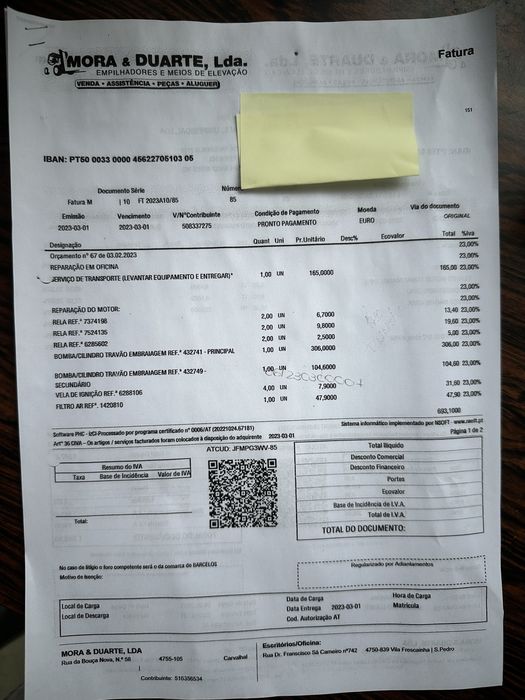 MORA & DUARTE, Lda.
EMPILHADORES E MEIOS DE ELEVAÇÃO
VENDA • ASSISTÊNCIA • PEÇAS • ALUGUER
Fatura
151
IBAN: PT50 0033 0000 45622705103 05
Documento Série
Fatura M | 10 FT 2023A10/85 85
Emissão Vencimento V/NºContribuinte Condição de Pagamento Moeda Via do documento
2023-03-01 2023-03-01 508337275 PRONTO PAGAMENTO EURO ORIGINAL
Designação Quant Uni Pr.Unitário Desc% Ecovalor Total %iva
Orçamento nº 67 de 03.02.2023 23,00%
REPARAÇÃO EM OFICINA 23,00%
SERVIÇO DE TRANSPORTE (LEVANTAR EQUIPAMENTO E ENTREGAR)* 1,00 UN 165,0000 165,00 23,00%
23,00%
23,00%
REPARAÇÃO DO MOTOR:
RELA REF.ª 7374198 2,00 UN 6,7000 13,40 23,00%
RELA REF.ª 7524135 2,00 UN 9,8000 19,60 23,00%
RELA REF.ª 6285602 2,00 UN 2,5000 5,00 23,00%
BOMBA/CILINDRO TRAVÃO EMBRAIAGEM REF.ª 432741 - PRINCIPAL 1,00 UN 306,0000 306,00 23,00%
BOMBA/CILINDRO TRAVÃO EMBRAIAGEM REF.ª 432749 - 1,00 UN 104,6000 104,60 23,00%
SECUNDÁRIO
VELA DE IGNIÇÃO REF.ª 6288106 4,00 UN 7,9000 31,60 23,00%
FILTRO AR REFª. 1420810 1,00 UN 47,9000 47,90 23,00%
693,1000
Software PHC - Processado por programa certificado nº 0006/AT (20221024.67181)
Sistema informático implementado por NSOFT - www.nsoft.pt
Artº 36 CIVA - Os artigos / serviços facturados foram colocados à disposição do adquirente 2023-03-01
Página 1 de 2
ATCUD: JFMPG3WV-85
Resumo do IVA
Taxa Base de Incidência Valor de IVA
Total:
Total Iliquido
Desconto Comercial
Desconto Financeiro
Portes
Ecovalor
Base de Incidência de I.V.A.
Total de I.V.A.
TOTAL DO DOCUMENTO:
No caso de litígio o foro competente será o da comarca de BARCELOS
Motivo de Isenção:
Regularizado por Adiantamentos
Local de Carga
Local de Descarga
Data de Carga Hora de Carga
Data Entrega 2023-03-01 Matrícula
Cod. Autorização AT
MORA & DUARTE, LDA
Rua da Bouça Nova, N.º 58 4755-105 Carvalhal
Contribuinte: 516356534
Escritórios/Oficina:
Rua Dr. Franscisco Sá Carneiro nº742 4750-839 Vila Frescainha | S.Pedro